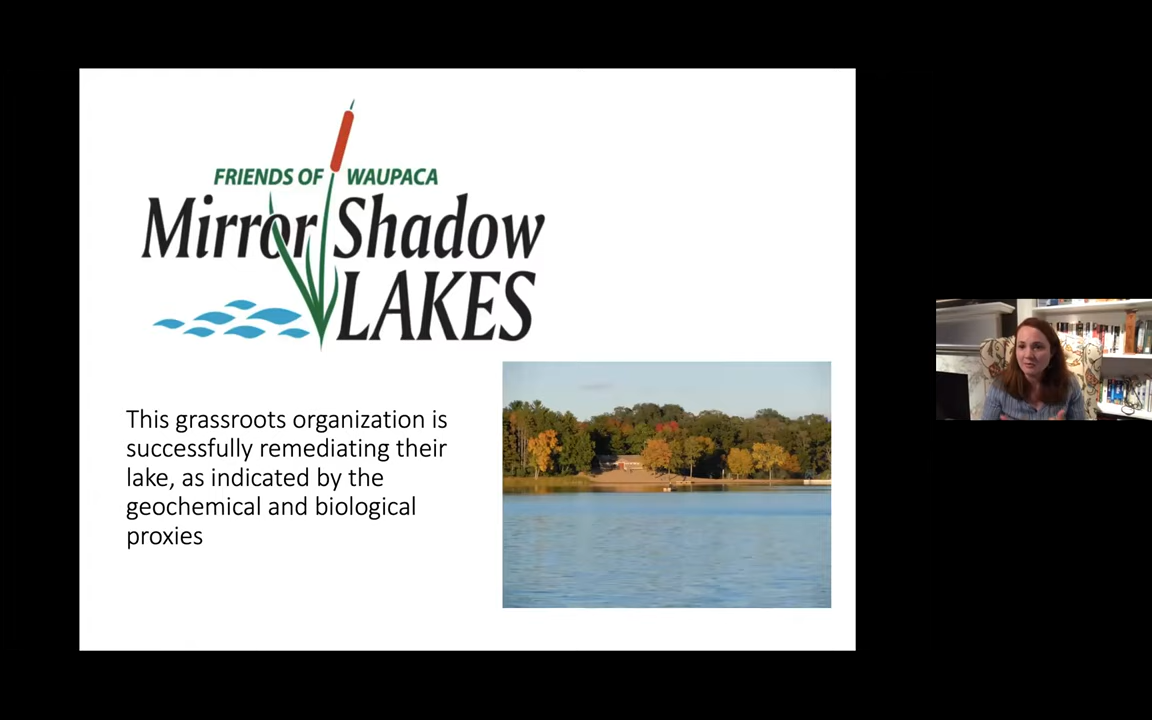 FRIENDS OF WAUPACA
Mirror Shadow
LAKES
This grassroots organization is
successfully remediating their
lake, as indicated by the
geochemical and biological
proxies